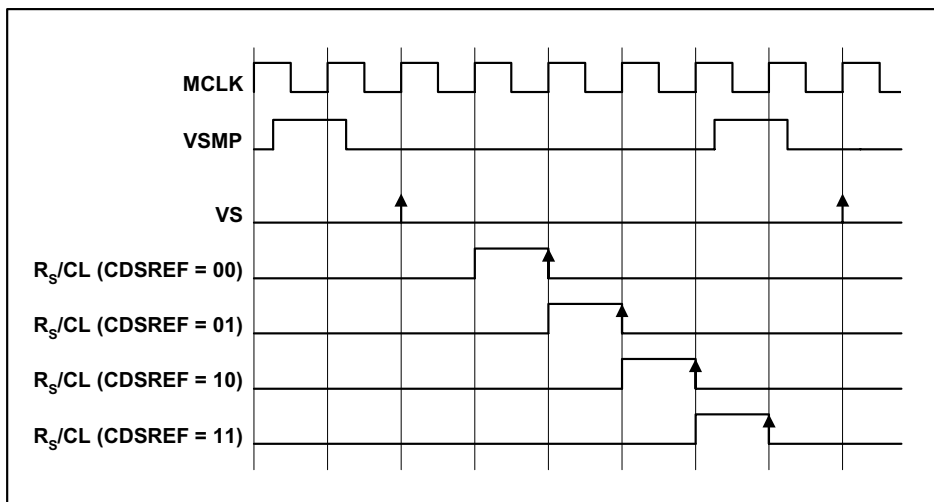 MCLK
VSMP
VS
RS/CL (CDSREF = 00)
RS/CL (CDSREF = 01)
RS/CL (CDSREF = 10)
RS/CL (CDSREF = 11)